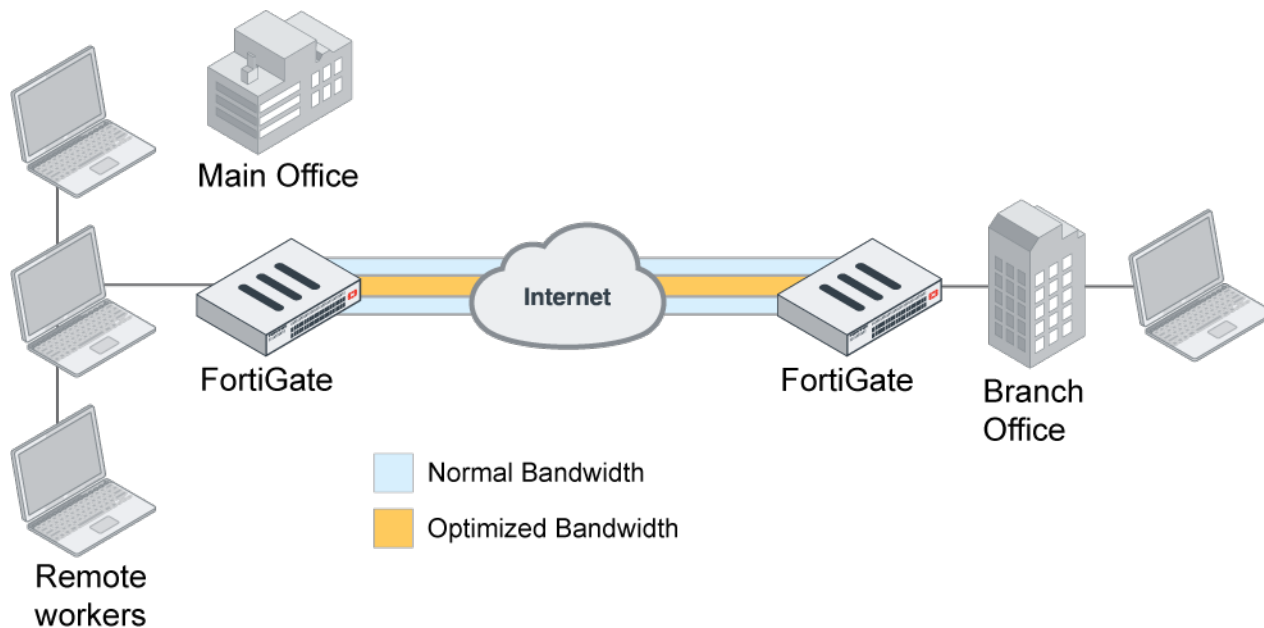 Main Office
Internet
FortiGate
FortiGate
Branch
Office
Normal Bandwidth
Optimized Bandwidth
Remote
workers